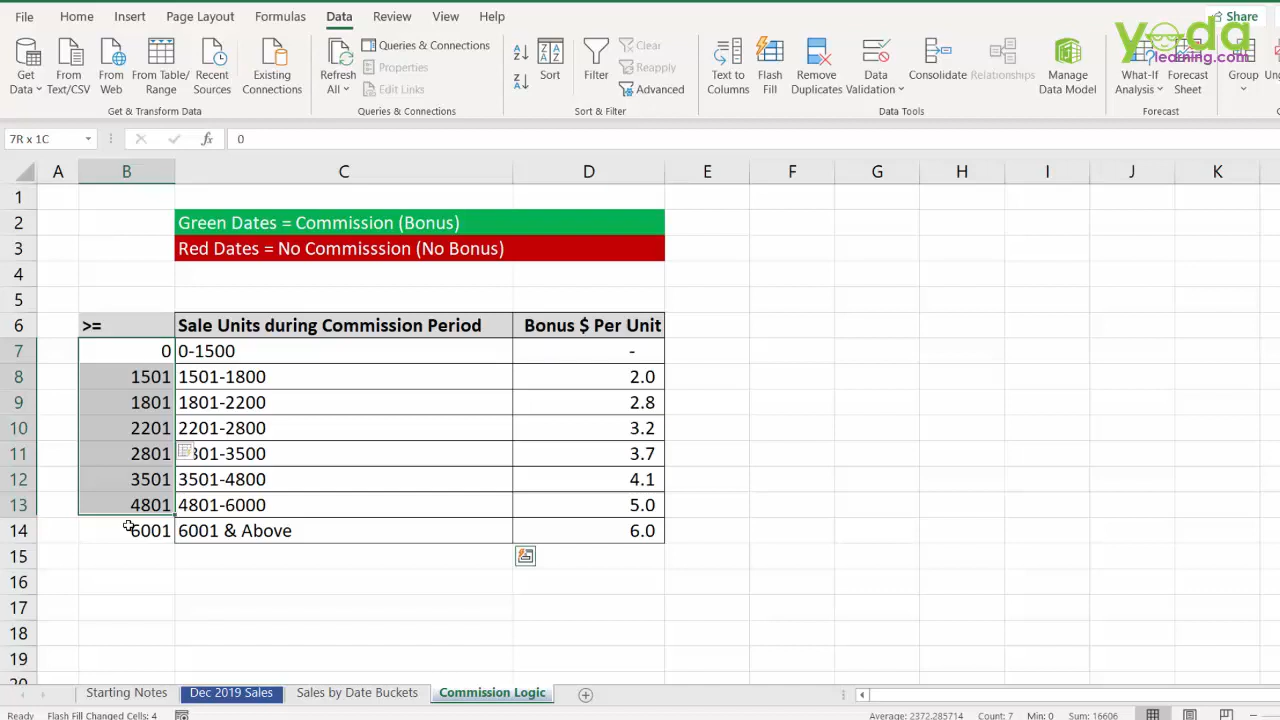 File Home Insert Page Layout Formulas Data Review View Help Share
yoda
learning.com
Get Data From Text/CSV From Web From Table/Range Recent Sources Existing Connections
Refresh All Queries & Connections Properties Edit Links
Sort Filter Clear Reapply Advanced
Text to Columns Flash Fill Remove Duplicates Data Validation Consolidate Relationships Manage Data Model
What-If Analysis Forecast Sheet Group
Get & Transform Data Queries & Connections Sort & Filter Data Tools Forecast
7R x 1C fx 0
A B C D E F G H I J K
1
2 Green Dates = Commission (Bonus)
3 Red Dates = No Commisssion (No Bonus)
4
5
6 >= Sale Units during Commission Period Bonus $ Per Unit
7 0 0-1500 -
8 1501 1501-1800 2.0
9 1801 1801-2200 2.8
10 2201 2201-2800 3.2
11 2801 801-3500 3.7
12 3501 3501-4800 4.1
13 4801 4801-6000 5.0
14 6001 6001 & Above 6.0
15
16
17
18
19
20
Starting Notes Dec 2019 Sales Sales by Date Buckets Commission Logic
Ready Flash Fill Changed Cells: 4 Average: 2372.285714 Count: 7 Min: 0 Sum: 16606